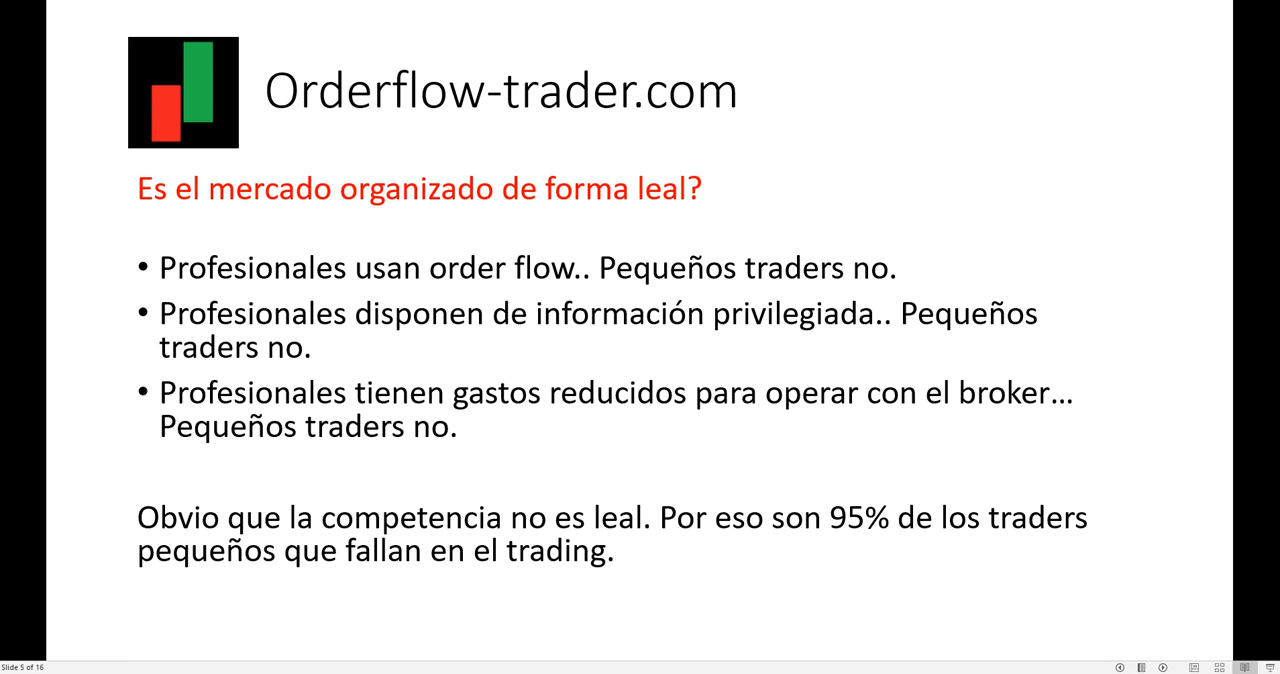 Orderflow-trader.com
Es el mercado organizado de forma leal?
• Profesionales usan order flow.. Pequeños traders no.
• Profesionales disponen de información privilegiada.. Pequeños
traders no.
• Profesionales tienen gastos reducidos para operar con el broker...
Pequeños traders no.
Obvio que la competencia no es leal. Por eso son 95% de los traders
pequeños que fallan en el trading.
Slide 5 of 16